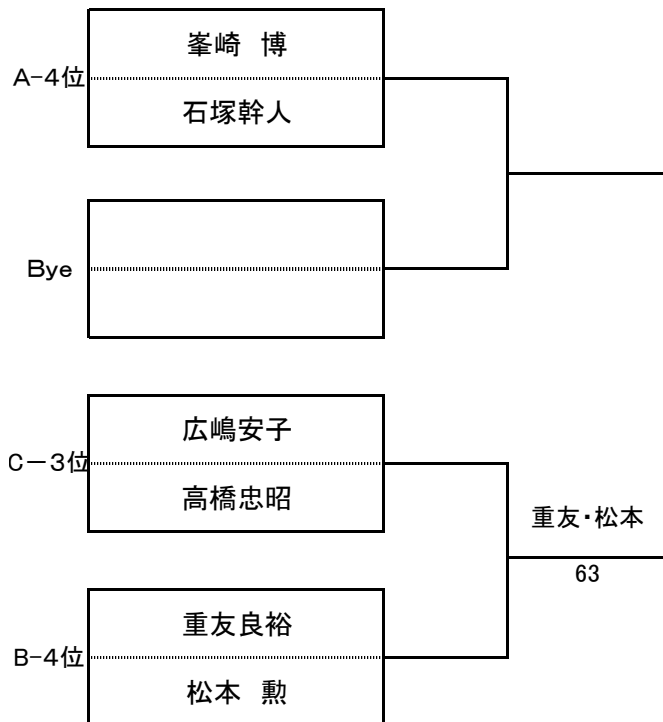 峯崎 博
A-4位
石塚幹人
Bye
広嶋安子
C-3位
高橋忠昭
重友・松本
63
重友良裕
B-4位
松本 勲